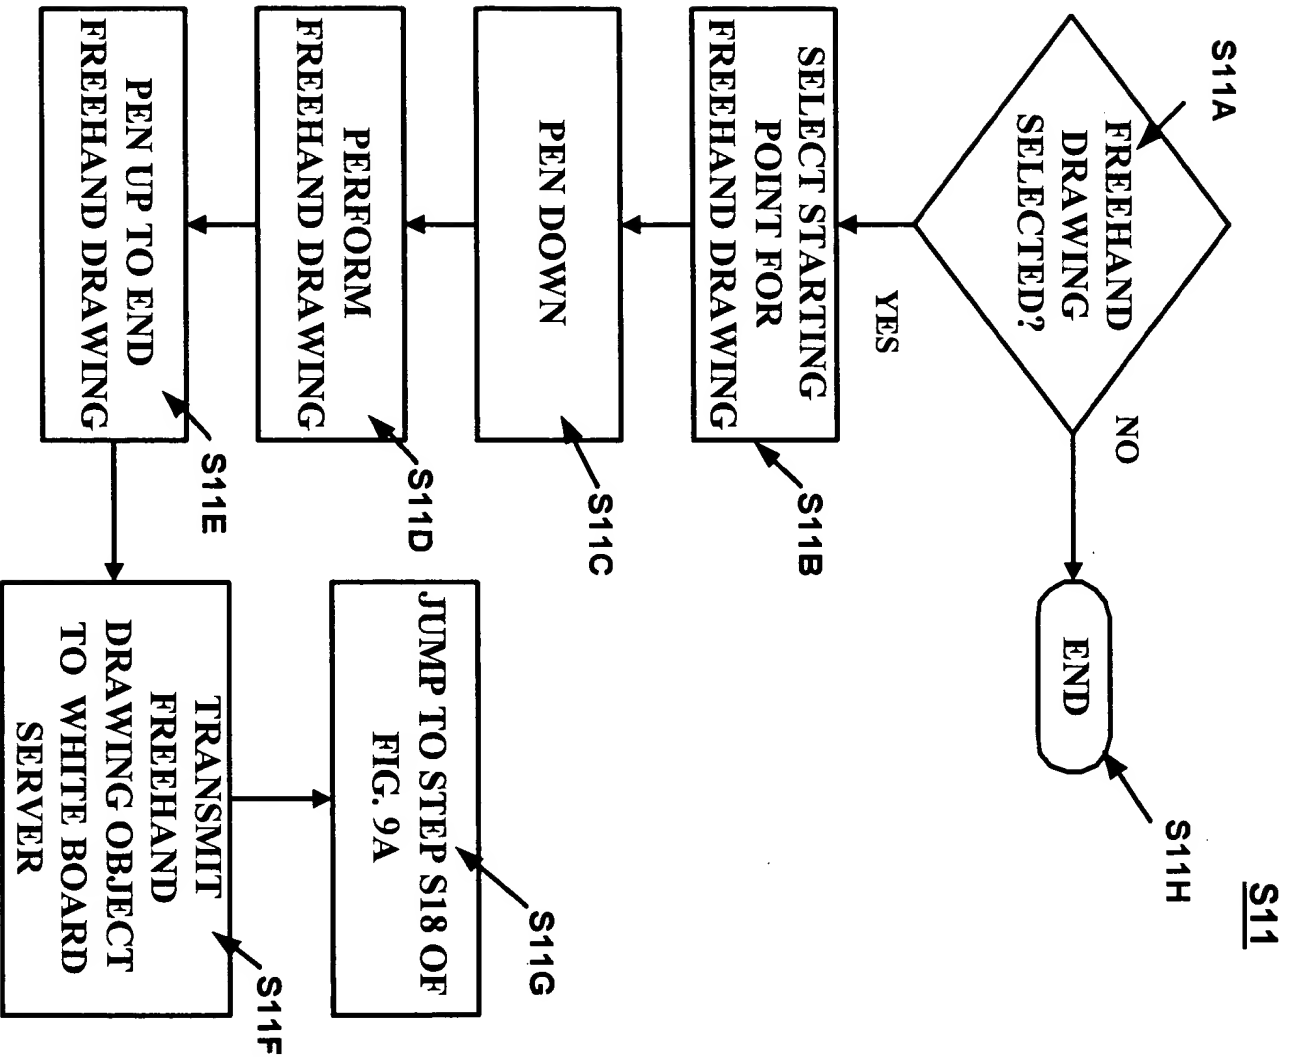 S11
S11A
FREEHAND
DRAWING
SELECTED?
NO
END
S11H
YES
SELECT STARTING
POINT FOR
FREEHAND DRAWING
S11B
PEN DOWN
S11C
PERFORM
FREEHAND DRAWING
S11D
PEN UP TO END
FREEHAND DRAWING
S11E
TRANSMIT
FREEHAND
DRAWING OBJECT
TO WHITE BOARD
SERVER
S11F
JUMP TO STEP S18 OF
FIG. 9A
S11G